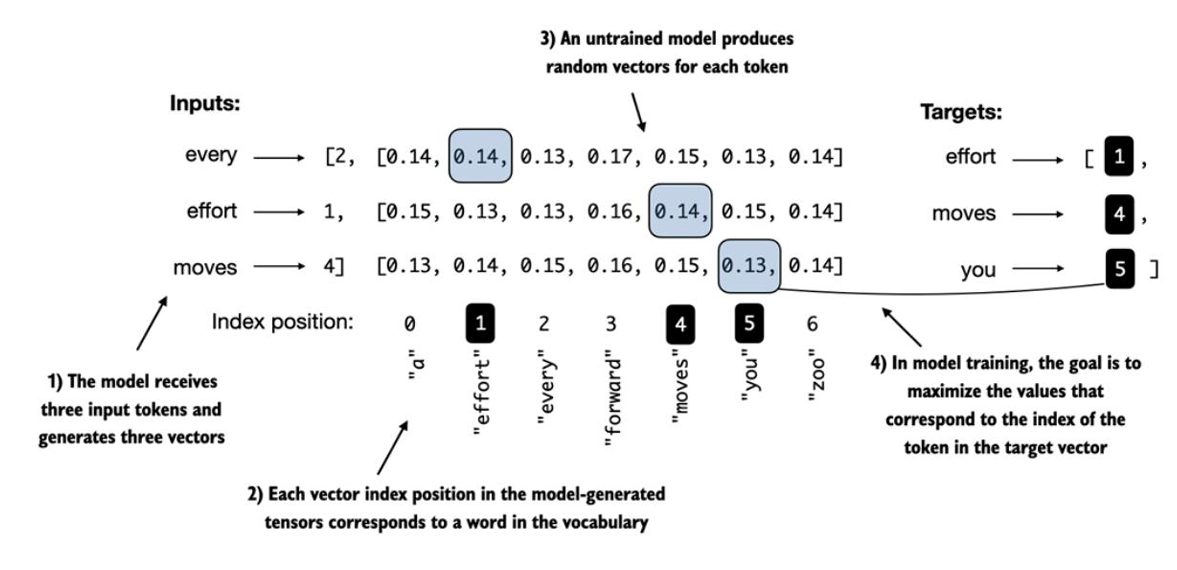 3) An untrained model produces
random vectors for each token
Inputs:
Targets:
every [2, [0.14, 0.14, 0.13, 0.17, 0.15, 0.13, 0.14] effort [ 1 ,
effort 1, [0.15, 0.13, 0.13, 0.16, 0.14, 0.15, 0.14] moves 4 ,
moves 4] [0.13, 0.14, 0.15, 0.16, 0.15, 0.13, 0.14] you 5 ]
Index position: 0 1 2 3 4 5 6
"a" "effort" "every" "forward" "moves" "you" "zoo"
1) The model receives
three input tokens and
generates three vectors
4) In model training, the goal is to
maximize the values that
correspond to the index of the
token in the target vector
2) Each vector index position in the model-generated
tensors corresponds to a word in the vocabulary